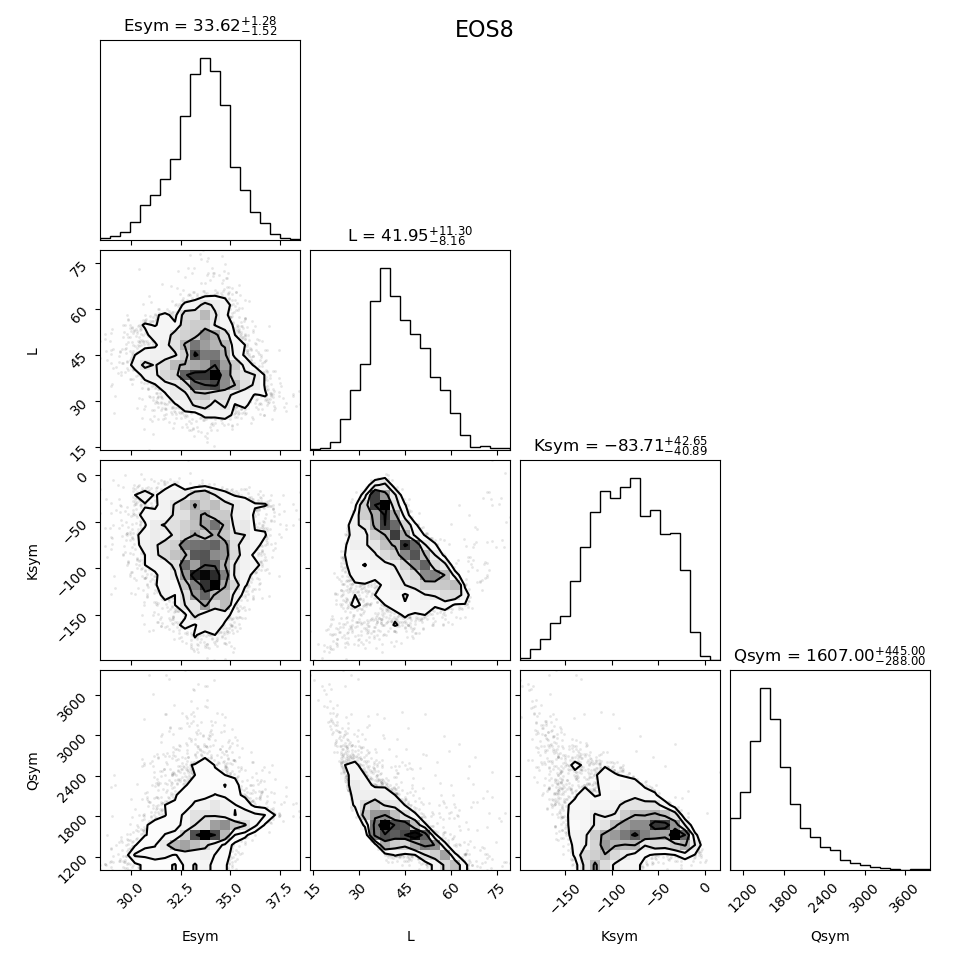 EOS8
Esym = 33.62 +1.28 −1.52
L = 41.95 +11.30 −8.16
75
60
45
30
15
L
Ksym = −83.71 +42.65 −40.89
0
−50
−100
−150
Ksym
Qsym = 1607.00 +445.00 −288.00
3600
3000
2400
1800
1200
Qsym
30.0 32.5 35.0 37.5
15 30 45 60 75
−150 −100 −50 0
1200 1800 2400 3000 3600
Esym
L
Ksym
Qsym